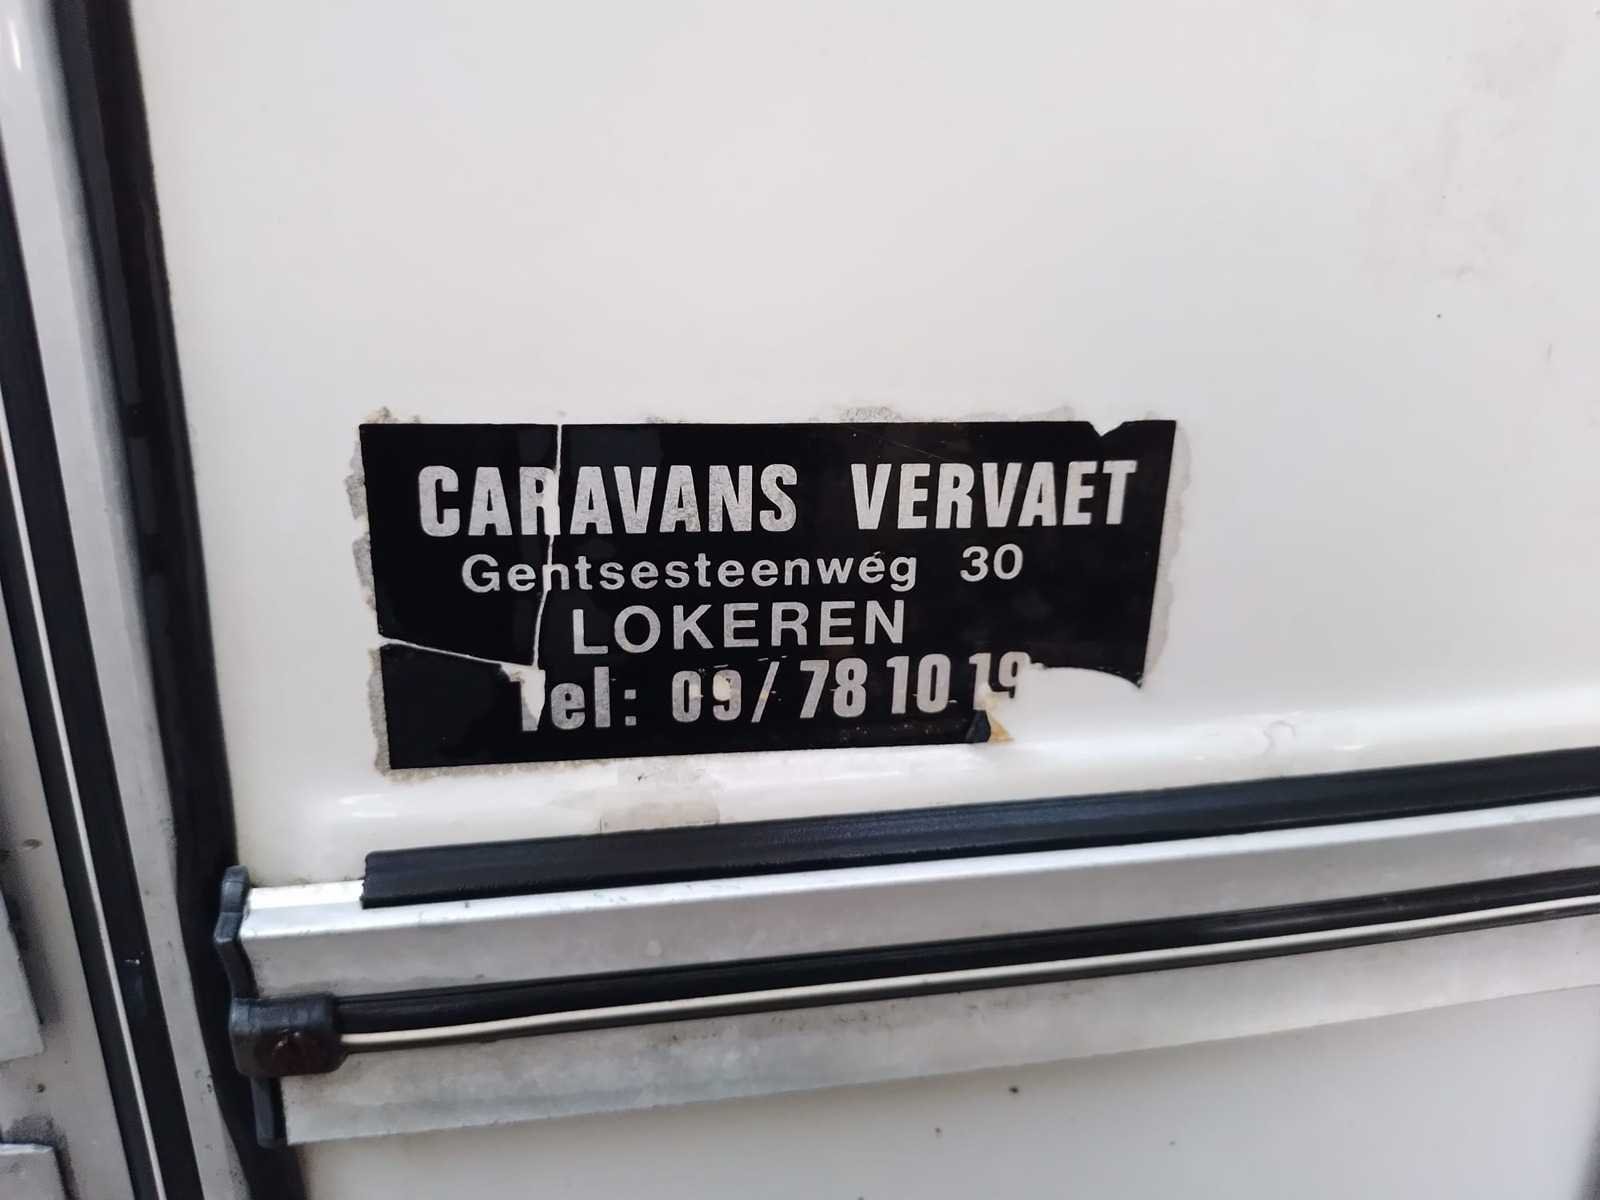 CARAVANS VERVAET
Gentsesteenweg 30
LOKEREN
Tel: 09/ 78 10 19